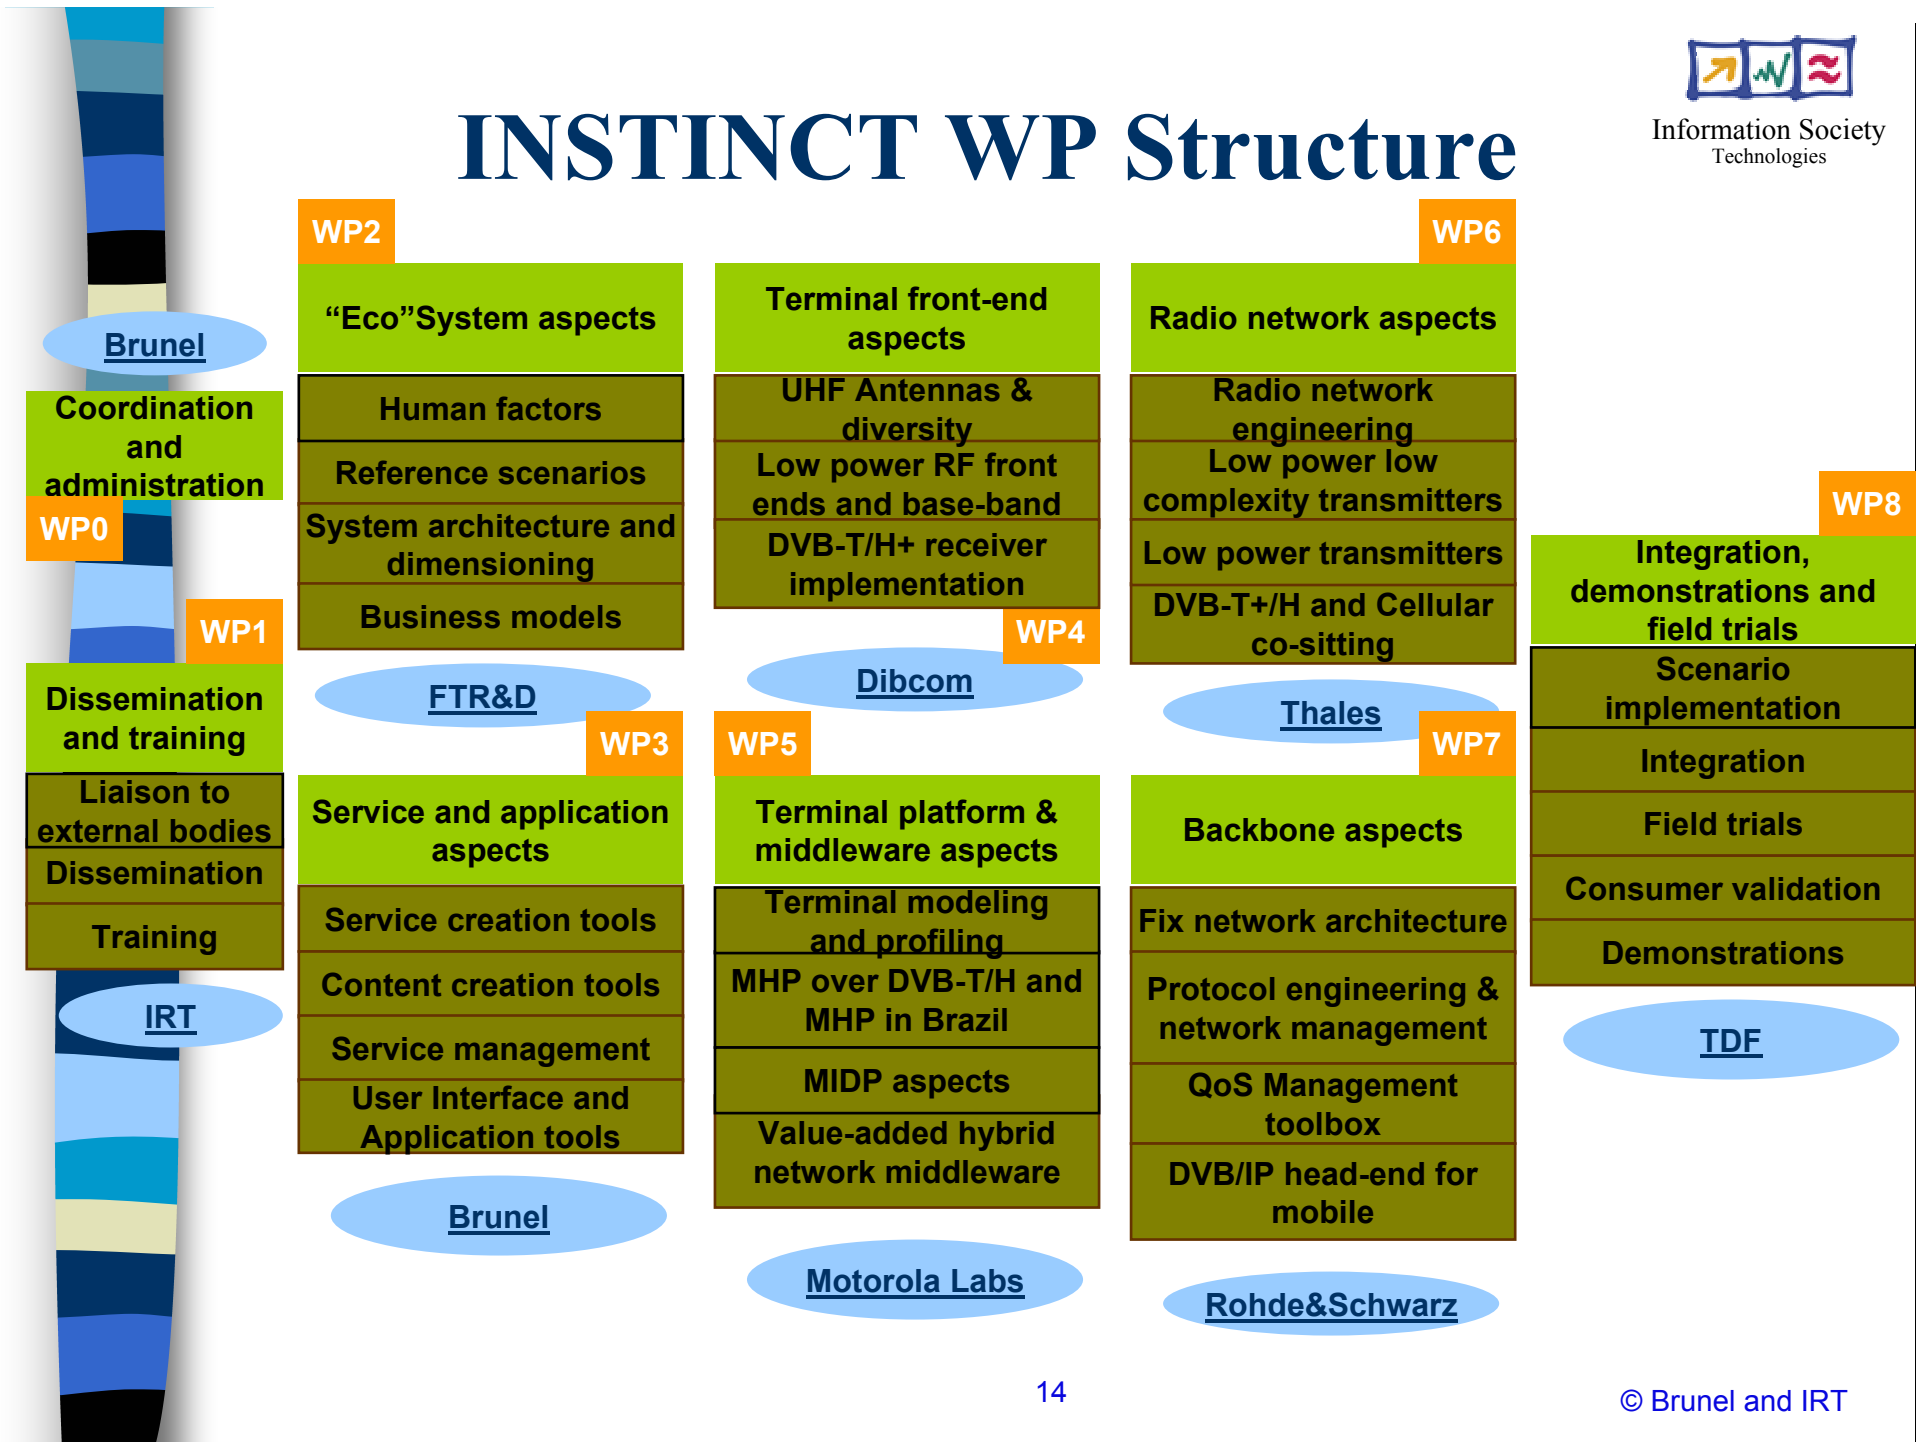 INSTINCT WP Structure
Information Society
Technologies
Brunel
Coordination
and
administration
WP0
WP1
Dissemination
and training
Liaison to
external bodies
Dissemination
Training
IRT
WP2
“Eco”System aspects
Human factors
Reference scenarios
System architecture and
dimensioning
Business models
FTR&D
WP3
Service and application
aspects
Service creation tools
Content creation tools
Service management
User Interface and
Application tools
Brunel
Terminal front-end
aspects
UHF Antennas &
diversity
Low power RF front
ends and base-band
DVB-T/H+ receiver
implementation
WP4
Dibcom
WP5
Terminal platform &
middleware aspects
Terminal modeling
and profiling
MHP over DVB-T/H and
MHP in Brazil
MIDP aspects
Value-added hybrid
network middleware
Motorola Labs
WP6
Radio network aspects
Radio network
engineering
Low power low
complexity transmitters
Low power transmitters
DVB-T+/H and Cellular
co-sitting
Thales
WP7
Backbone aspects
Fix network architecture
Protocol engineering &
network management
QoS Management
toolbox
DVB/IP head-end for
mobile
Rohde&Schwarz
WP8
Integration,
demonstrations and
field trials
Scenario
implementation
Integration
Field trials
Consumer validation
Demonstrations
TDF
14
© Brunel and IRT